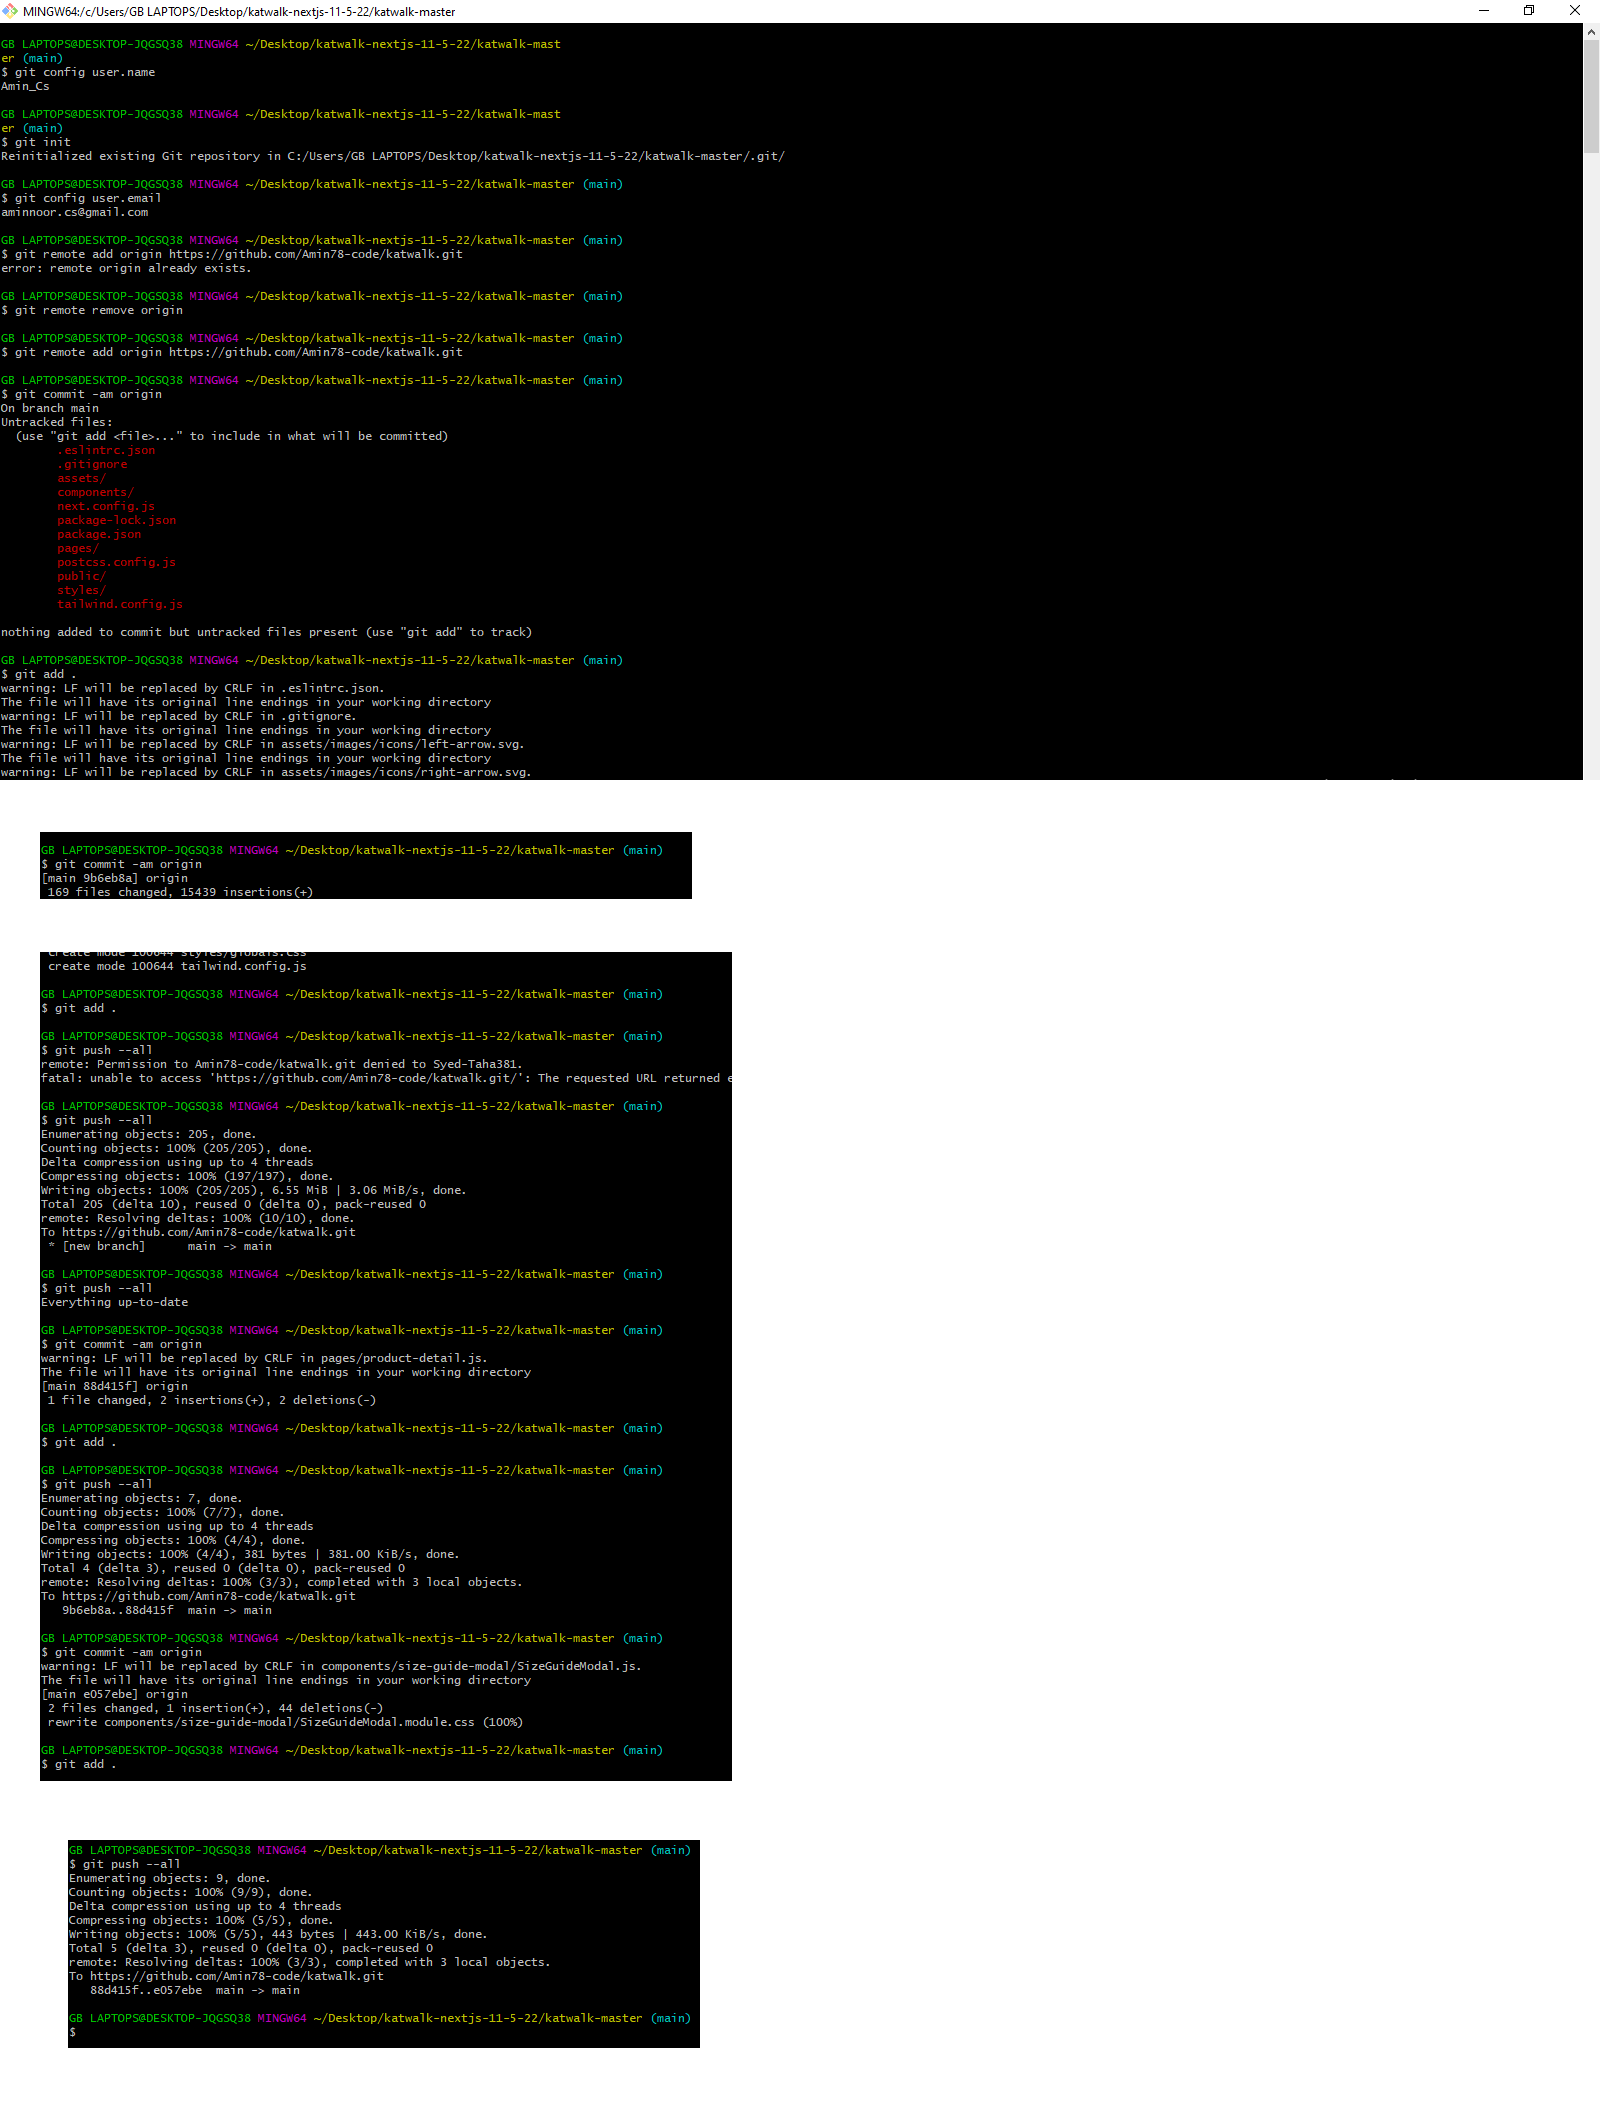 MINGW64:/c/Users/GB LAPTOPS/Desktop/katwalk-nextjs-11-5-22/katwalk-master
GB LAPTOPS@DESKTOP-JQGSQ38 MINGW64 ~/Desktop/katwalk-nextjs-11-5-22/katwalk-mast
er (main)
$ git config user.name
Amin_Cs
GB LAPTOPS@DESKTOP-JQGSQ38 MINGW64 ~/Desktop/katwalk-nextjs-11-5-22/katwalk-mast
er (main)
$ git init
Reinitialized existing Git repository in C:/Users/GB LAPTOPS/Desktop/katwalk-nextjs-11-5-22/katwalk-master/.git/
GB LAPTOPS@DESKTOP-JQGSQ38 MINGW64 ~/Desktop/katwalk-nextjs-11-5-22/katwalk-master (main)
$ git config user.email
aminnoor.cs@gmail.com
GB LAPTOPS@DESKTOP-JQGSQ38 MINGW64 ~/Desktop/katwalk-nextjs-11-5-22/katwalk-master (main)
$ git remote add origin https://github.com/Amin78-code/katwalk.git
error: remote origin already exists.
GB LAPTOPS@DESKTOP-JQGSQ38 MINGW64 ~/Desktop/katwalk-nextjs-11-5-22/katwalk-master (main)
$ git remote remove origin
GB LAPTOPS@DESKTOP-JQGSQ38 MINGW64 ~/Desktop/katwalk-nextjs-11-5-22/katwalk-master (main)
$ git remote add origin https://github.com/Amin78-code/katwalk.git
GB LAPTOPS@DESKTOP-JQGSQ38 MINGW64 ~/Desktop/katwalk-nextjs-11-5-22/katwalk-master (main)
$ git commit -am origin
On branch main
Untracked files:
(use "git add <file>..." to include in what will be committed)
.eslintrc.json
.gitignore
assets/
components/
next.config.js
package-lock.json
package.json
pages/
postcss.config.js
public/
styles/
tailwind.config.js
nothing added to commit but untracked files present (use "git add" to track)
GB LAPTOPS@DESKTOP-JQGSQ38 MINGW64 ~/Desktop/katwalk-nextjs-11-5-22/katwalk-master (main)
$ git add .
warning: LF will be replaced by CRLF in .eslintrc.json.
The file will have its original line endings in your working directory
warning: LF will be replaced by CRLF in .gitignore.
The file will have its original line endings in your working directory
warning: LF will be replaced by CRLF in assets/images/icons/left-arrow.svg.
The file will have its original line endings in your working directory
warning: LF will be replaced by CRLF in assets/images/icons/right-arrow.svg.
GB LAPTOPS@DESKTOP-JQGSQ38 MINGW64 ~/Desktop/katwalk-nextjs-11-5-22/katwalk-master (main)
$ git commit -am origin
[main 9b6eb8a] origin
169 files changed, 15439 insertions(+)
create mode 100644 styles/globals.css
create mode 100644 tailwind.config.js
GB LAPTOPS@DESKTOP-JQGSQ38 MINGW64 ~/Desktop/katwalk-nextjs-11-5-22/katwalk-master (main)
$ git add .
GB LAPTOPS@DESKTOP-JQGSQ38 MINGW64 ~/Desktop/katwalk-nextjs-11-5-22/katwalk-master (main)
$ git push --all
remote: Permission to Amin78-code/katwalk.git denied to Syed-Taha381.
fatal: unable to access 'https://github.com/Amin78-code/katwalk.git/': The requested URL returned
GB LAPTOPS@DESKTOP-JQGSQ38 MINGW64 ~/Desktop/katwalk-nextjs-11-5-22/katwalk-master (main)
$ git push --all
Enumerating objects: 205, done.
Counting objects: 100% (205/205), done.
Delta compression using up to 4 threads
Compressing objects: 100% (197/197), done.
Writing objects: 100% (205/205), 6.55 MiB | 3.06 MiB/s, done.
Total 205 (delta 10), reused 0 (delta 0), pack-reused 0
remote: Resolving deltas: 100% (10/10), done.
To https://github.com/Amin78-code/katwalk.git
* [new branch] main -> main
GB LAPTOPS@DESKTOP-JQGSQ38 MINGW64 ~/Desktop/katwalk-nextjs-11-5-22/katwalk-master (main)
$ git push --all
Everything up-to-date
GB LAPTOPS@DESKTOP-JQGSQ38 MINGW64 ~/Desktop/katwalk-nextjs-11-5-22/katwalk-master (main)
$ git commit -am origin
warning: LF will be replaced by CRLF in pages/product-detail.js.
The file will have its original line endings in your working directory
[main 88d415f] origin
1 file changed, 2 insertions(+), 2 deletions(-)
GB LAPTOPS@DESKTOP-JQGSQ38 MINGW64 ~/Desktop/katwalk-nextjs-11-5-22/katwalk-master (main)
$ git add .
GB LAPTOPS@DESKTOP-JQGSQ38 MINGW64 ~/Desktop/katwalk-nextjs-11-5-22/katwalk-master (main)
$ git push --all
Enumerating objects: 7, done.
Counting objects: 100% (7/7), done.
Delta compression using up to 4 threads
Compressing objects: 100% (4/4), done.
Writing objects: 100% (4/4), 381 bytes | 381.00 KiB/s, done.
Total 4 (delta 3), reused 0 (delta 0), pack-reused 0
remote: Resolving deltas: 100% (3/3), completed with 3 local objects.
To https://github.com/Amin78-code/katwalk.git
9b6eb8a..88d415f main -> main
GB LAPTOPS@DESKTOP-JQGSQ38 MINGW64 ~/Desktop/katwalk-nextjs-11-5-22/katwalk-master (main)
$ git commit -am origin
warning: LF will be replaced by CRLF in components/size-guide-modal/SizeGuideModal.js.
The file will have its original line endings in your working directory
[main e057ebe] origin
2 files changed, 1 insertion(+), 44 deletions(-)
rewrite components/size-guide-modal/SizeGuideModal.module.css (100%)
GB LAPTOPS@DESKTOP-JQGSQ38 MINGW64 ~/Desktop/katwalk-nextjs-11-5-22/katwalk-master (main)
$ git add .
GB LAPTOPS@DESKTOP-JQGSQ38 MINGW64 ~/Desktop/katwalk-nextjs-11-5-22/katwalk-master (main)
$ git push --all
Enumerating objects: 9, done.
Counting objects: 100% (9/9), done.
Delta compression using up to 4 threads
Compressing objects: 100% (5/5), done.
Writing objects: 100% (5/5), 443 bytes | 443.00 KiB/s, done.
Total 5 (delta 3), reused 0 (delta 0), pack-reused 0
remote: Resolving deltas: 100% (3/3), completed with 3 local objects.
To https://github.com/Amin78-code/katwalk.git
88d415f..e057ebe main -> main
GB LAPTOPS@DESKTOP-JQGSQ38 MINGW64 ~/Desktop/katwalk-nextjs-11-5-22/katwalk-master (main)
$